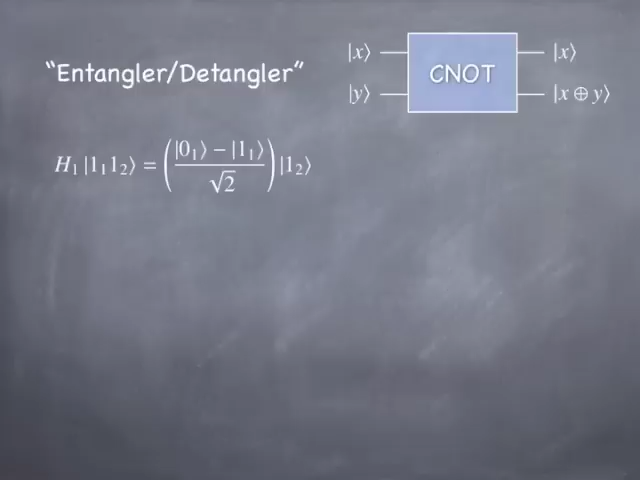 “Entangler/Detangler”
|x⟩ CNOT |x⟩
|y⟩ |x ⊕ y⟩
H₁ |1₁1₂⟩ = ( (|0₁⟩ − |1₁⟩) / √2 ) |1₂⟩